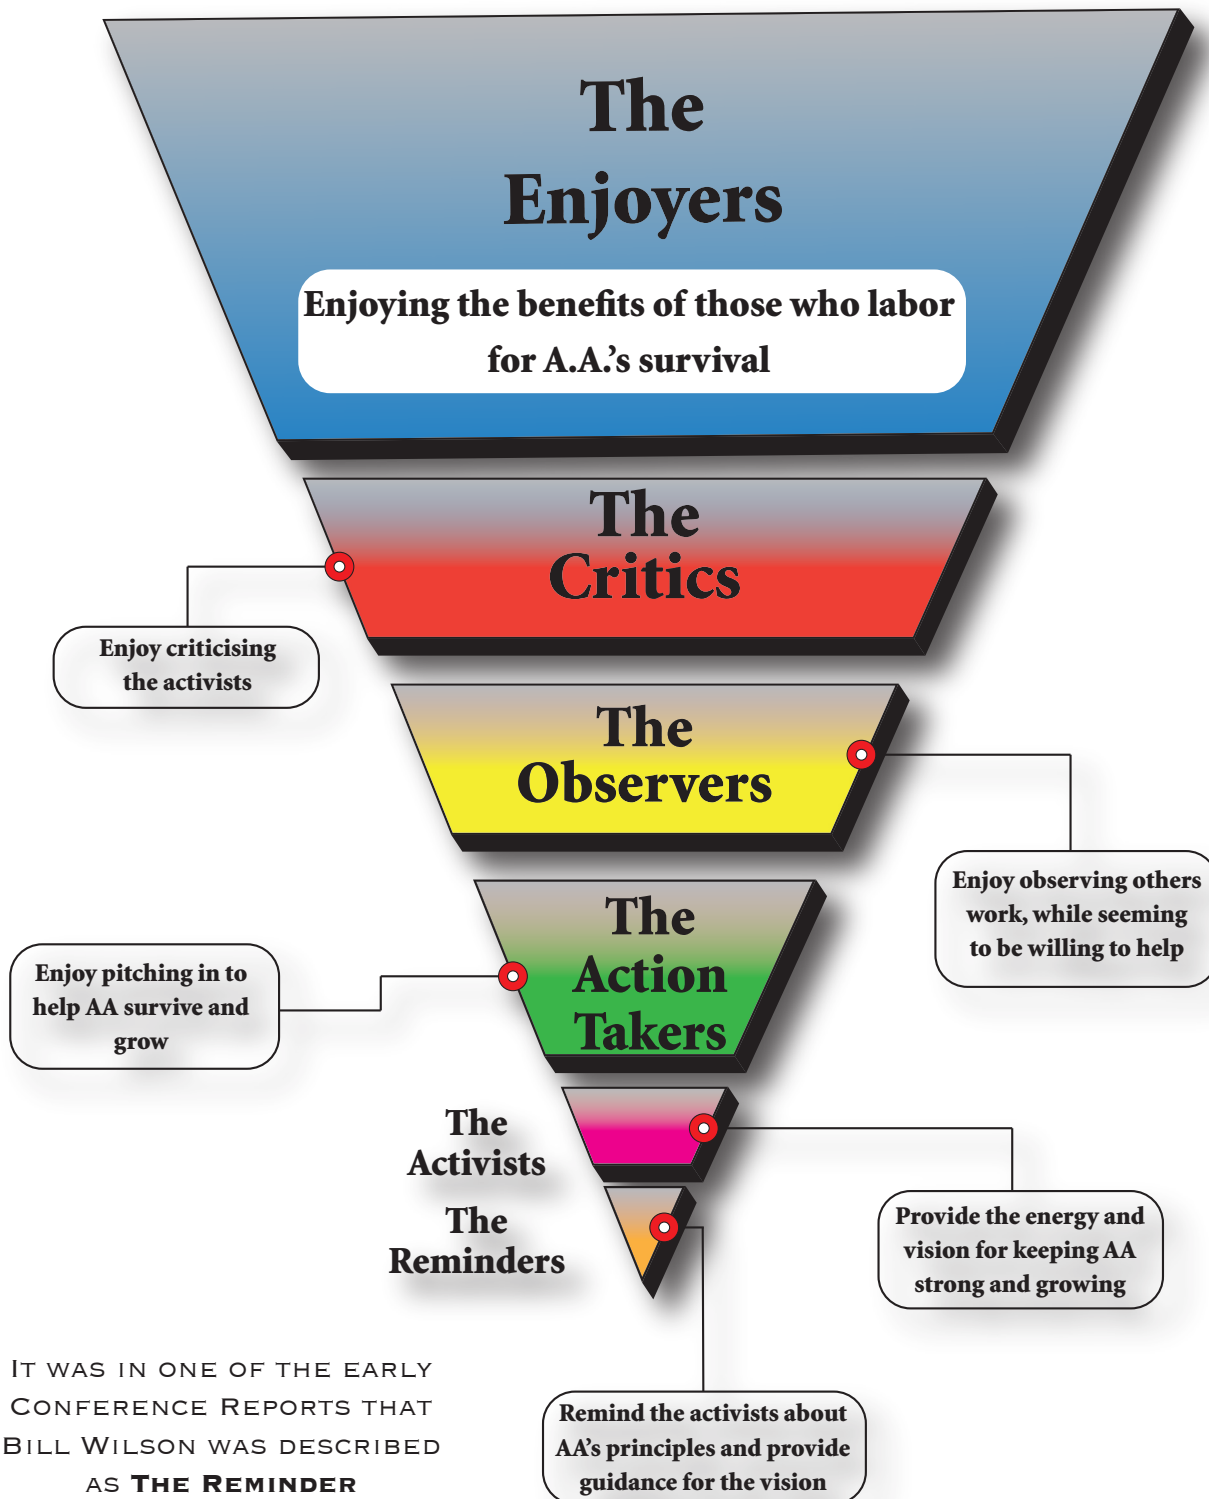 The
Enjoyers
Enjoying the benefits of those who labor
for A.A.'s survival
The
Critics
Enjoy criticising
the activists
The
Observers
Enjoy observing others
work, while seeming
to be willing to help
The
Action
Takers
Enjoy pitching in to
help AA survive and
grow
The
Activists
Provide the energy and
vision for keeping AA
strong and growing
The
Reminders
Remind the activists about
AA's principles and provide
guidance for the vision
IT WAS IN ONE OF THE EARLY
CONFERENCE REPORTS THAT
BILL WILSON WAS DESCRIBED
AS THE REMINDER